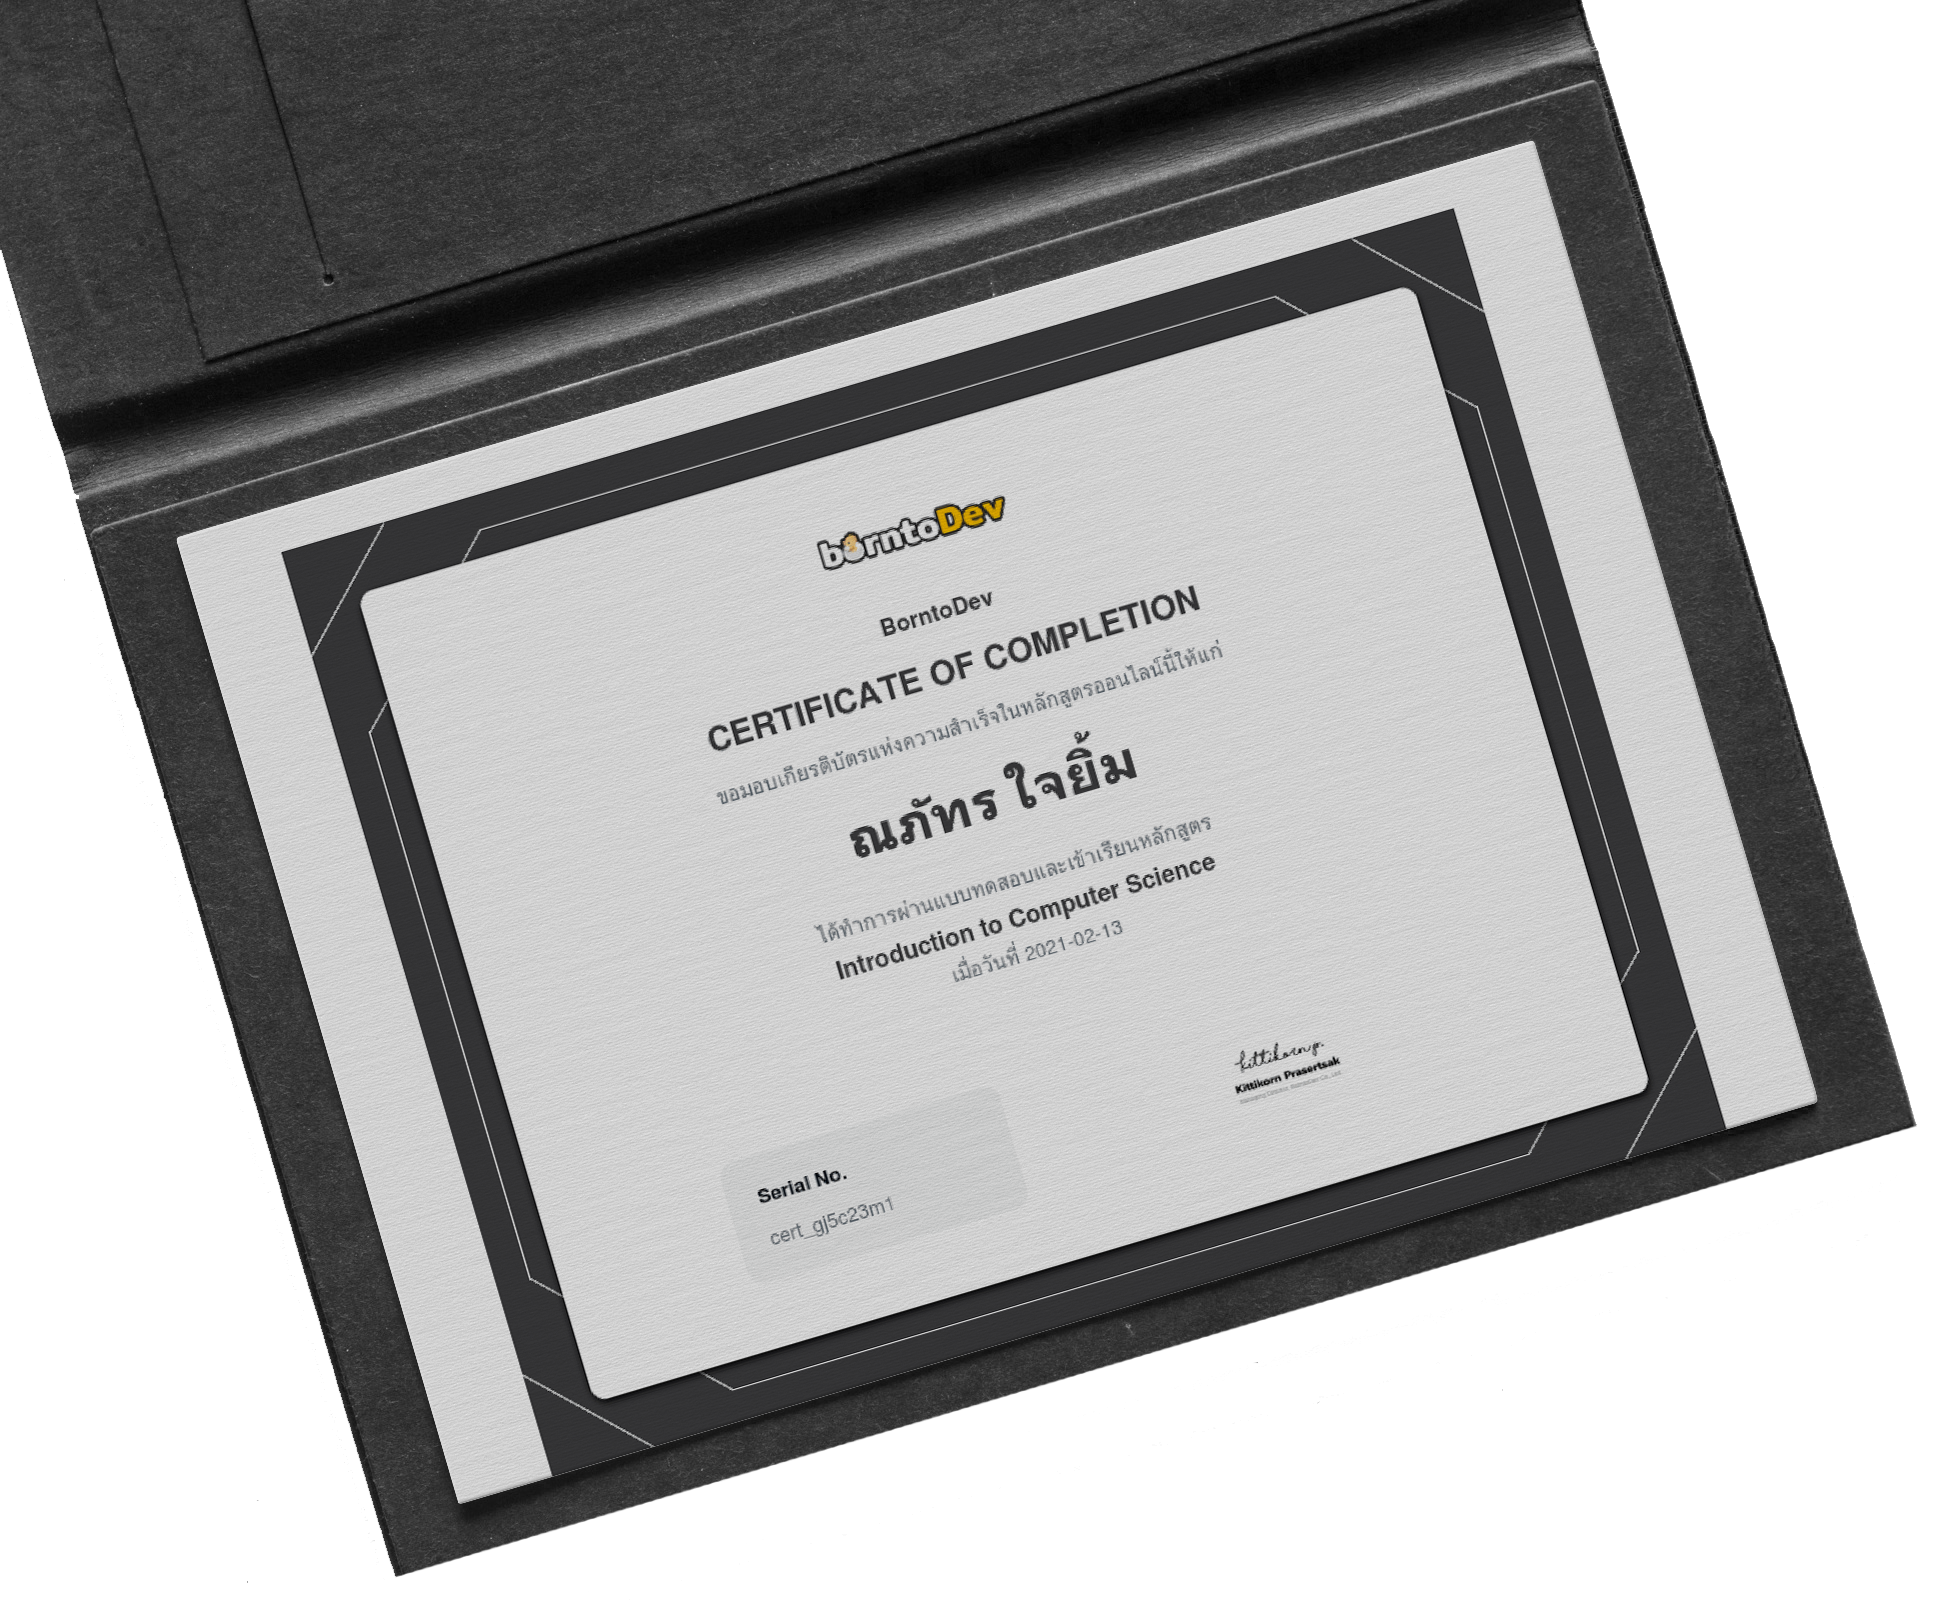 borntoDev
BorntoDev
CERTIFICATE OF COMPLETION
ขอมอบเกียรติบัตรแห่งความสำเร็จในหลักสูตรออนไลน์นี้ให้แก่
ณภัทร ใจยิ้ม
ได้ทำการผ่านแบบทดสอบและเข้าเรียนหลักสูตร
Introduction to Computer Science
เมื่อวันที่ 2021-02-13
kittikorn p.
Kittikorn Prasertsak
Serial No.
cert_gj5c23m1